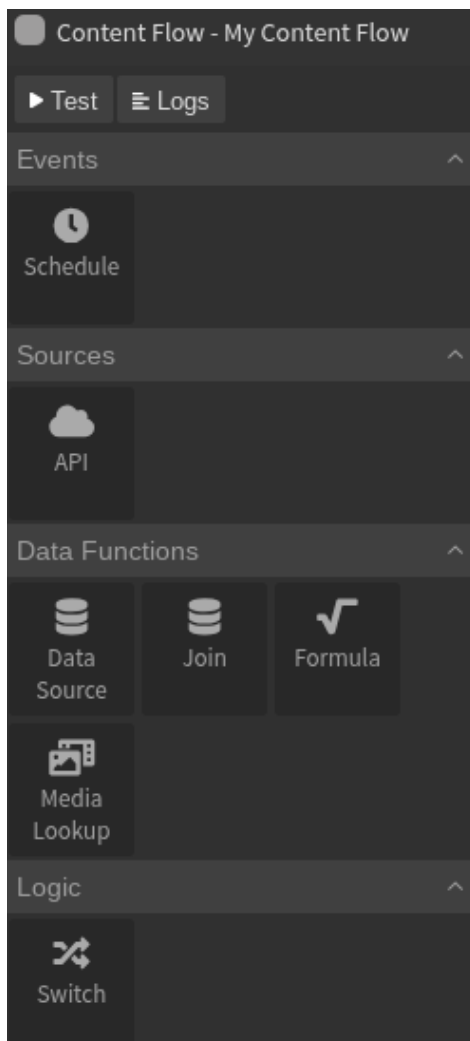 Content Flow - My Content Flow
Test Logs
Events
Schedule
Sources
API
Data Functions
Data Source
Join
Formula
Media Lookup
Logic
Switch